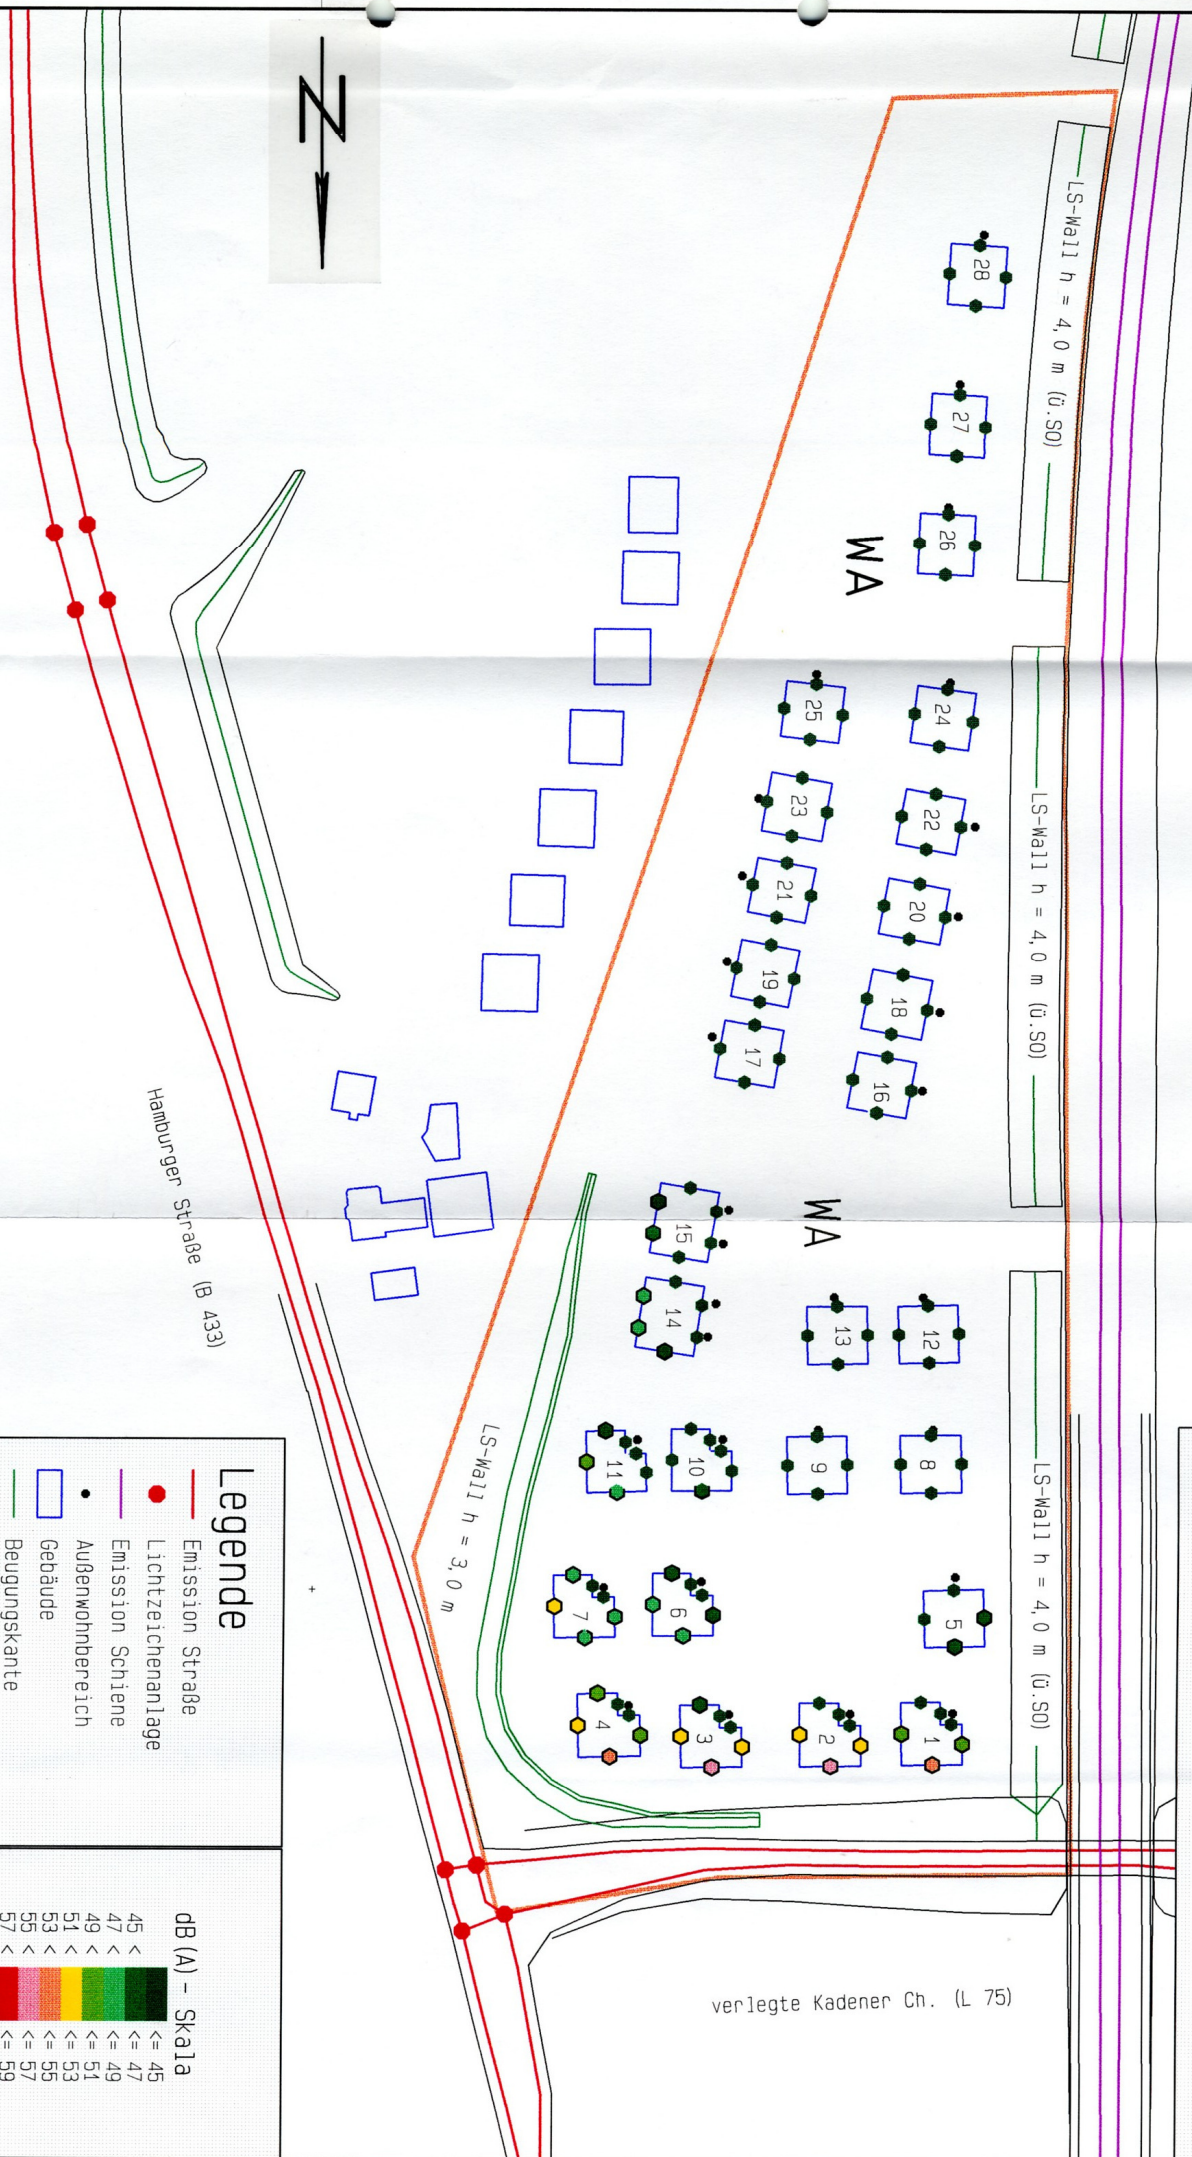 N
LS-Wall h = 4,0 m (ü.SO)
28
27
26
WA
25
24
23
22
21
20
19
18
17
16
LS-Wall h = 4,0 m (ü.SO)
WA
15
14
13
12
11
10
9
8
7
6
5
4
3
2
1
LS-Wall h = 4,0 m (ü.SO)
LS-Wall h = 3,0 m
Hamburger Straße (B 433)
verlegte Kadener Ch. (L 75)
Legende
Emission Straße
Lichtzeichenanlage
Emission Schiene
Außenwohnbereich
Gebäude
Beugungskante
dB(A) - Skala
<= 45
45 < <= 47
47 < <= 49
49 < <= 51
51 < <= 53
53 < <= 55
55 < <= 57
57 < <= 59